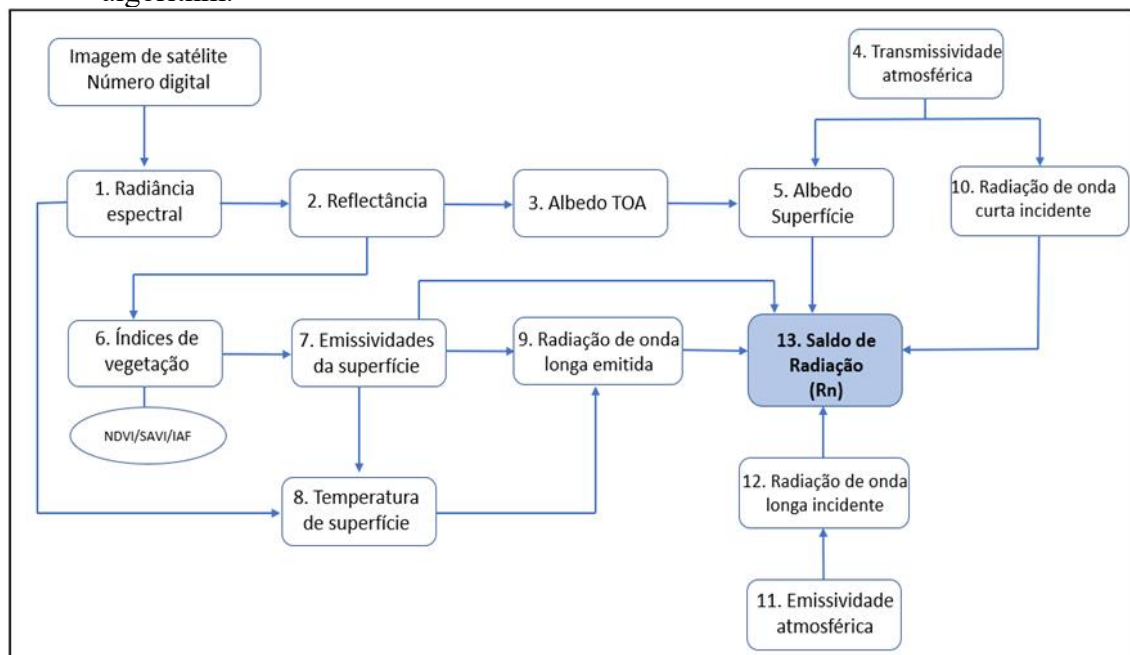 Imagem de satélite
Número digital
4. Transmissividade
atmosférica
1. Radiância
espectral
2. Reflectância
3. Albedo TOA
5. Albedo
Superfície
10. Radiação de onda
curta incidente
6. Índices de
vegetação
7. Emissividades
da superfície
9. Radiação de onda
longa emitida
13. Saldo de
Radiação
(Rn)
NDVI/SAVI/IAF
8. Temperatura
de superfície
12. Radiação de onda
longa incidente
11. Emissividade
atmosférica